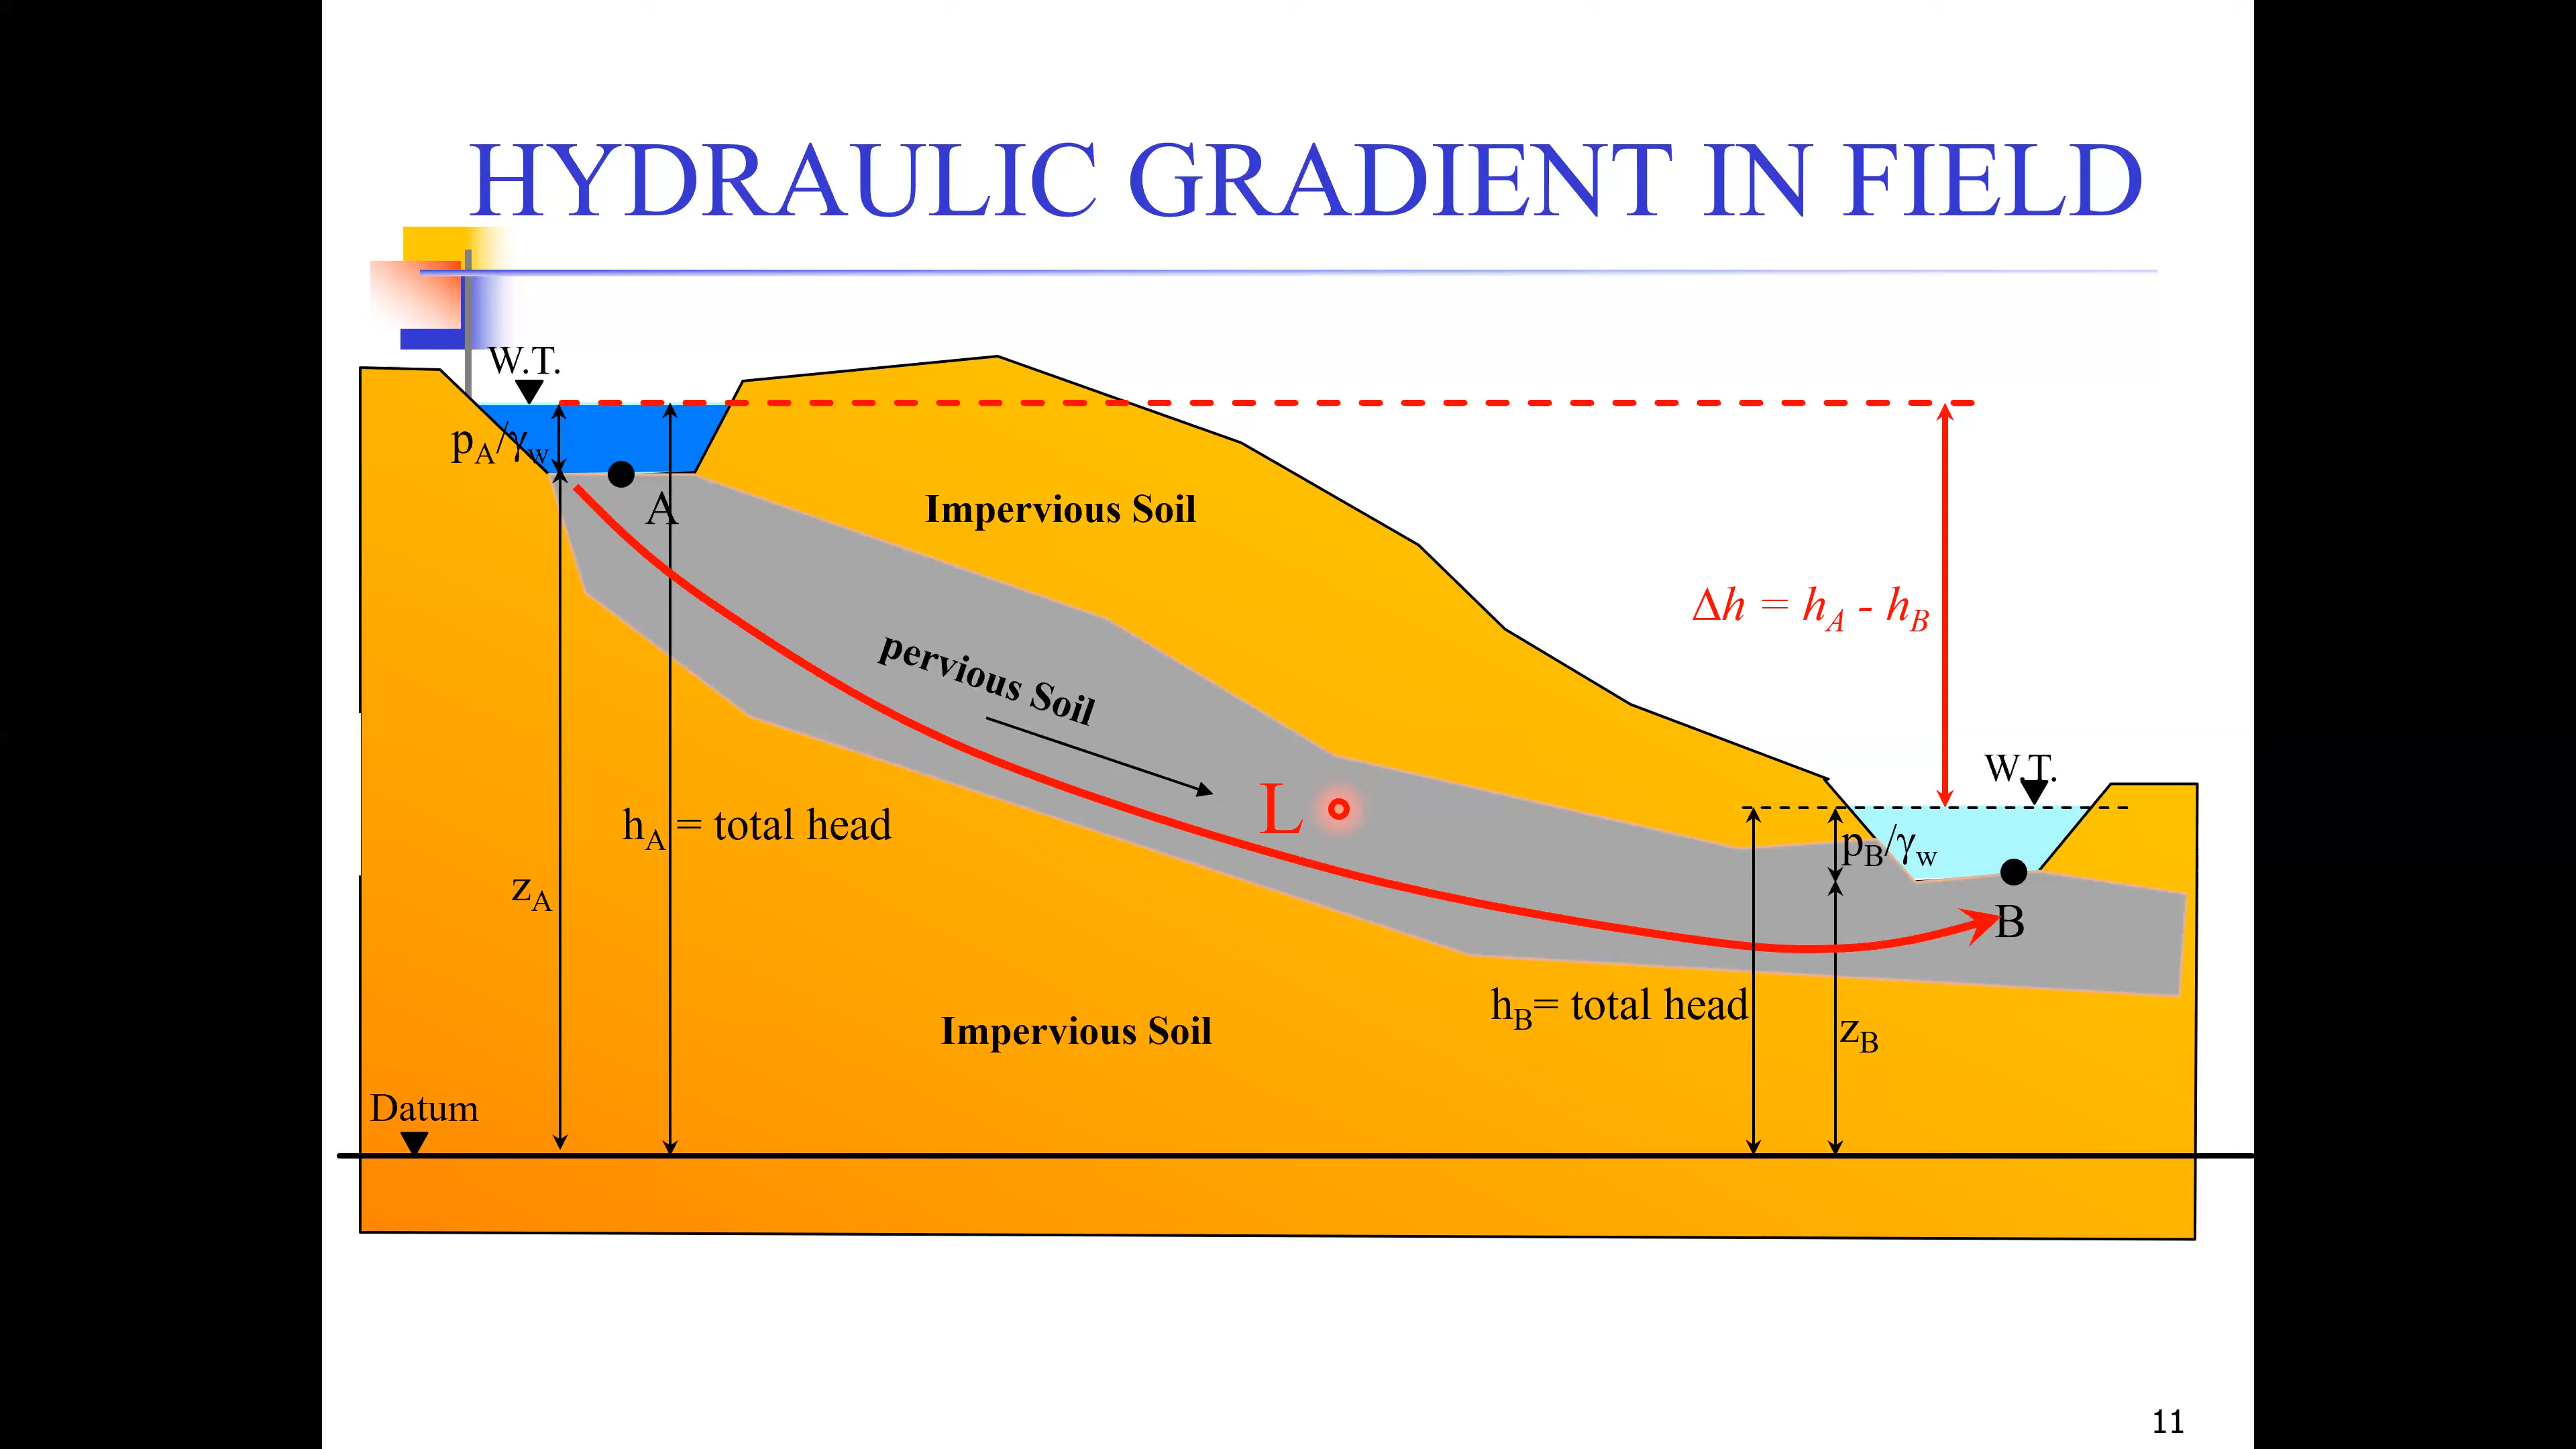 HYDRAULIC GRADIENT IN FIELD
W.T.
pA/γw
A
Impervious Soil
Δh = hA - hB
pervious Soil
W.T.
L
hA = total head
pB/γw
zA
B
hB= total head
zB
Impervious Soil
Datum
11